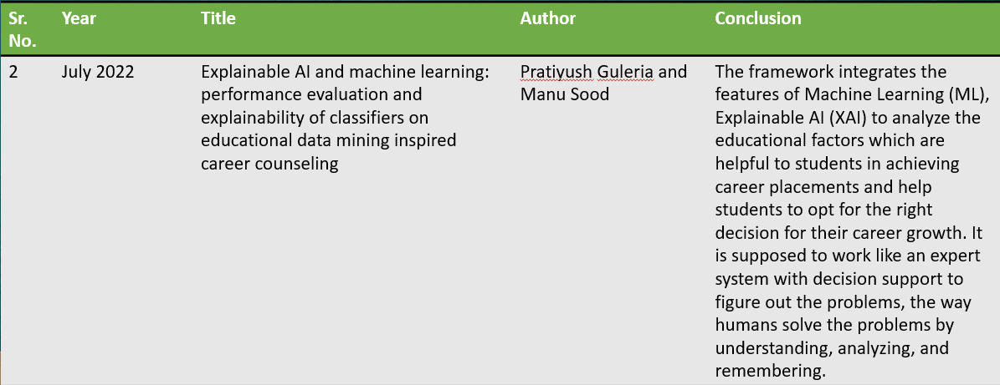 Sr. No.
Year
Title
Author
Conclusion
2
July 2022
Explainable AI and machine learning:
performance evaluation and
explainability of classifiers on
educational data mining inspired
career counseling
Pratiyush Guleria and
Manu Sood
The framework integrates the
features of Machine Learning (ML),
Explainable AI (XAI) to analyze the
educational factors which are
helpful to students in achieving
career placements and help
students to opt for the right
decision for their career growth. It
is supposed to work like an expert
system with decision support to
figure out the problems, the way
humans solve the problems by
understanding, analyzing, and
remembering.